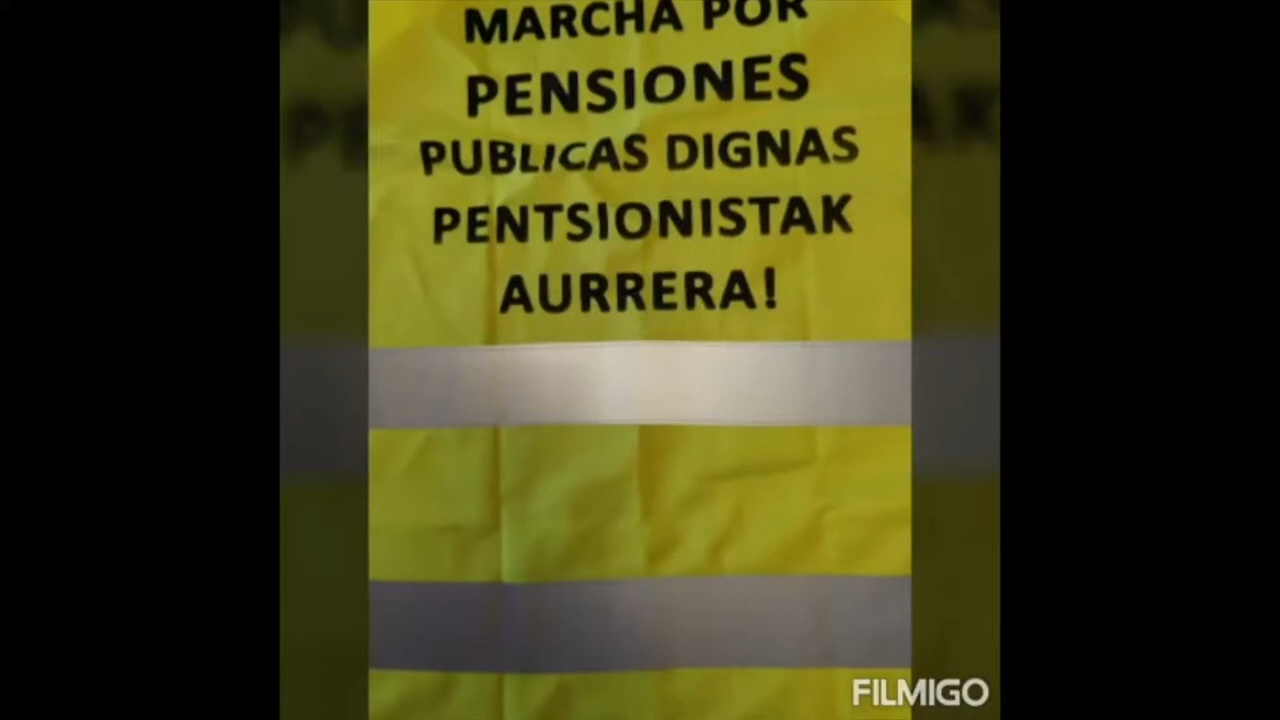 MARCHA POR
PENSIONES
PUBLICAS DIGNAS
PENTSIONISTAK
AURRERA!
FILMIGO